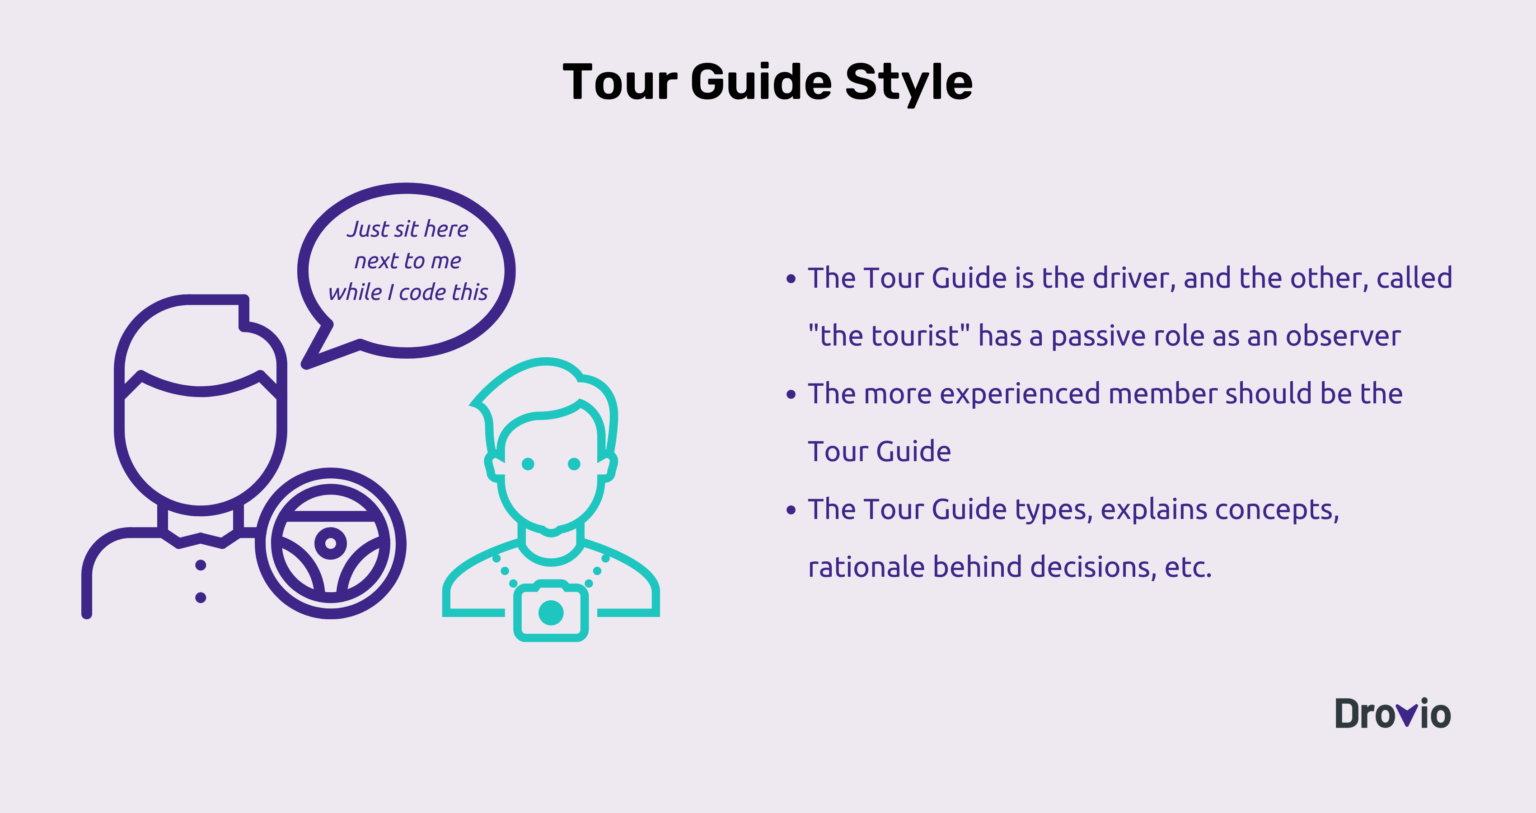 Tour Guide Style
Just sit here
next to me
while I code this
• The Tour Guide is the driver, and the other, called
"the tourist" has a passive role as an observer
• The more experienced member should be the
Tour Guide
• The Tour Guide types, explains concepts,
rationale behind decisions, etc.
Drovio